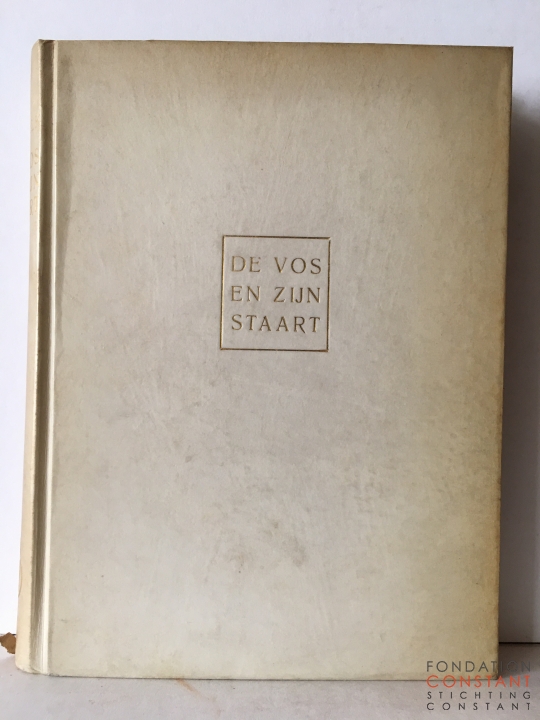 DE VOS
EN ZIJN
STAART
FONDATION
CONSTANT
STICHTING
CONSTANT